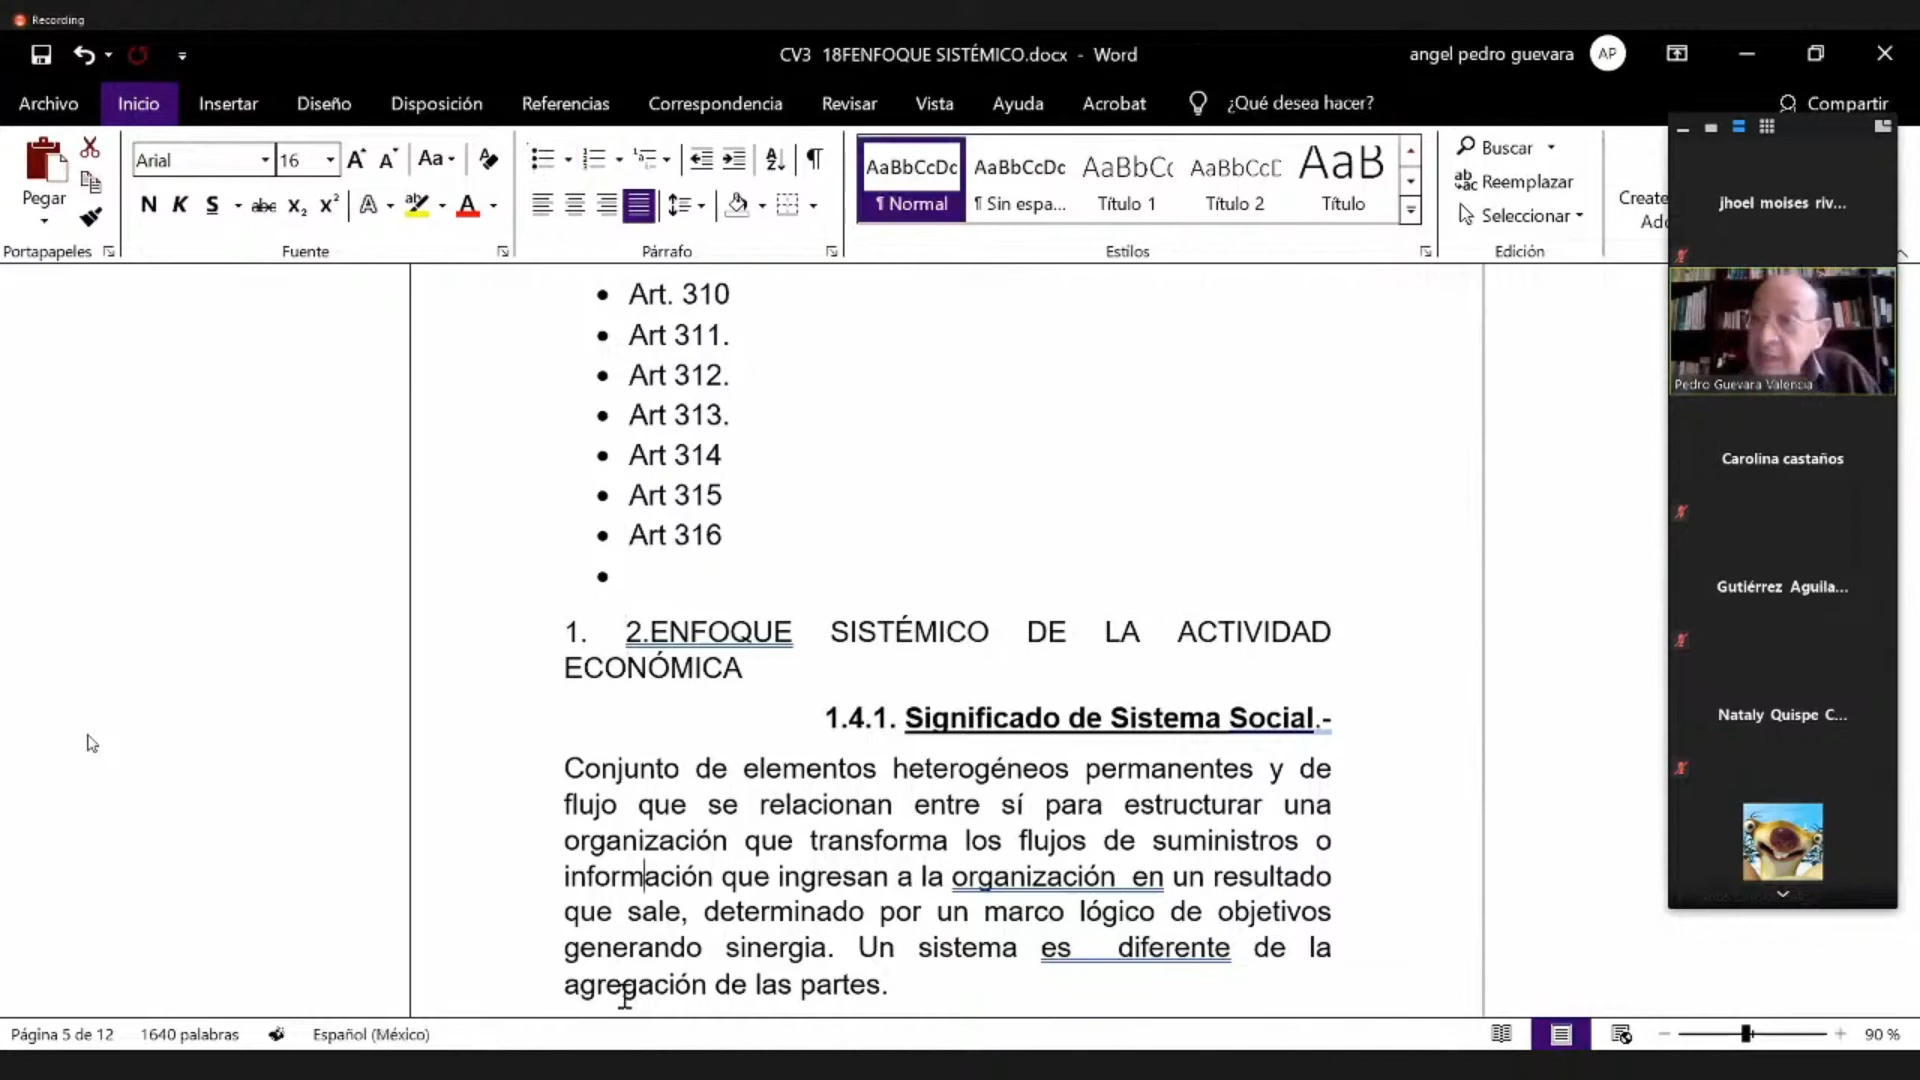 Recording
CV3 18FENFOQUE SISTÉMICO.docx - Word
angel pedro guevara
AP
Archivo
Inicio
Insertar
Diseño
Disposición
Referencias
Correspondencia
Revisar
Vista
Ayuda
Acrobat
¿Qué desea hacer?
Compartir
Pegar
Portapapeles
Arial
16
Fuente
Párrafo
AaBbCcDc
¶ Normal
AaBbCcDc
¶ Sin espa...
AaBbCc
Título 1
AaBbCcD
Título 2
AaB
Título
Estilos
Buscar
Reemplazar
Seleccionar
Edición
Create
jhoel moises riv...
Pedro Guevara Valencia
Carolina castaños
Gutiérrez Aguila...
Nataly Quispe C...
• Art. 310
• Art 311.
• Art 312.
• Art 313.
• Art 314
• Art 315
• Art 316
•
1. 2.ENFOQUE SISTÉMICO DE LA ACTIVIDAD
ECONÓMICA
1.4.1. Significado de Sistema Social.-
Conjunto de elementos heterogéneos permanentes y de
flujo que se relacionan entre sí para estructurar una
organización que transforma los flujos de suministros o
información que ingresan a la organización en un resultado
que sale, determinado por un marco lógico de objetivos
generando sinergia. Un sistema es diferente de la
agregación de las partes.
Página 5 de 12
1640 palabras
Español (México)
90 %